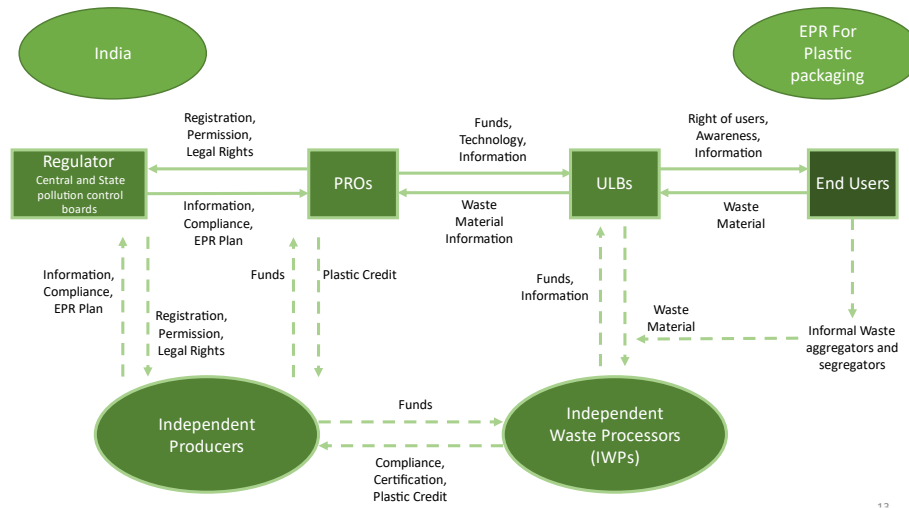 India
EPR For
Plastic
packaging
Registration,
Permission,
Legal Rights
Funds,
Technology,
Information
Right of users,
Awareness,
Information
Regulator
Central and State
pollution control
boards
PROs
ULBs
End Users
Information,
Compliance,
EPR Plan
Waste
Material
Information
Waste
Material
Information,
Compliance,
EPR Plan
Registration,
Permission,
Legal Rights
Funds
Plastic Credit
Funds,
Information
Waste
Material
Informal Waste
aggregators and
segregators
Independent
Producers
Funds
Compliance,
Certification,
Plastic Credit
Independent
Waste Processors
(IWPs)
13